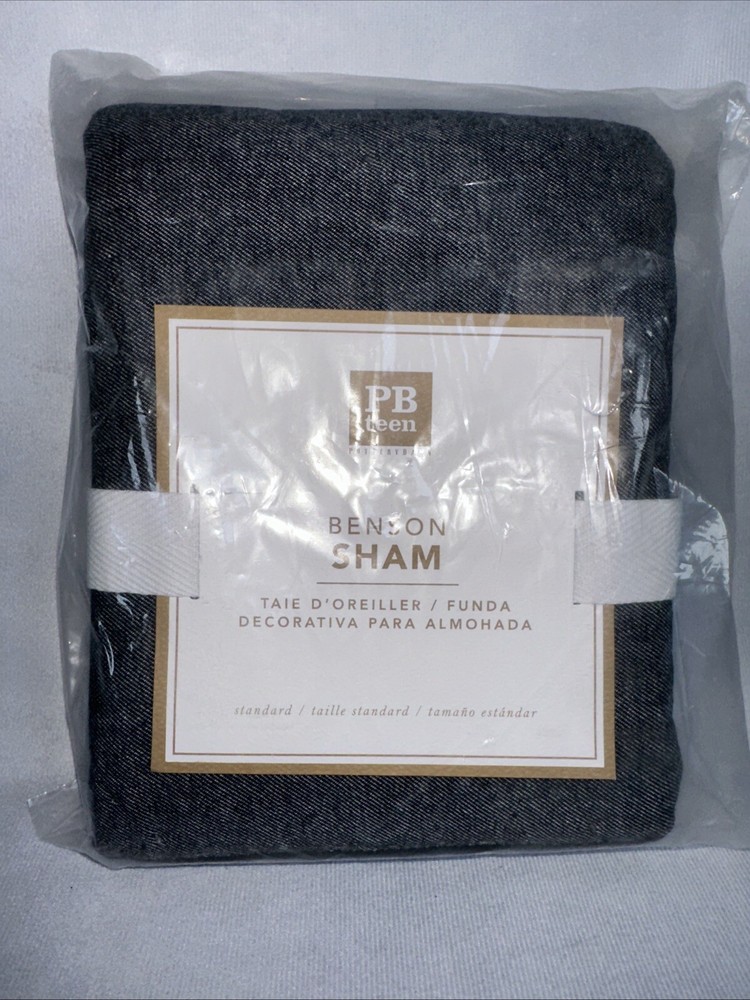 PB
teen
BENSON
SHAM
TAIE D'OREILLER / FUNDA
DECORATIVA PARA ALMOHADA
standard / taille standard / tamaño estándar